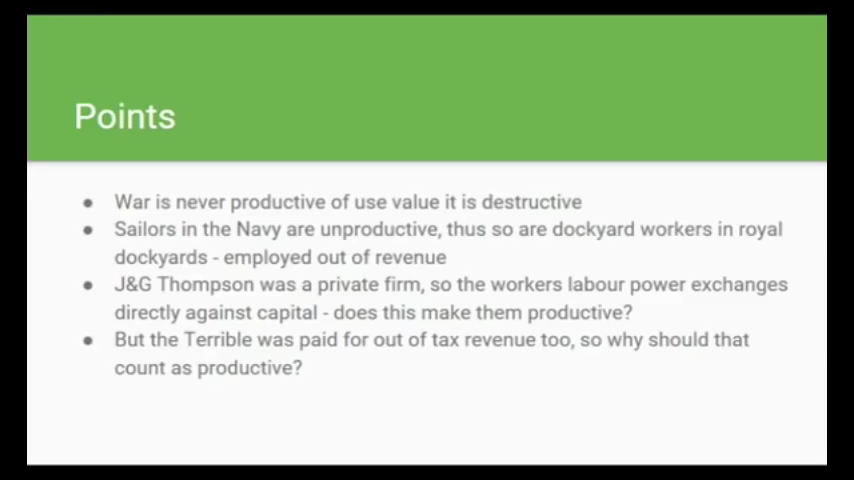 Points
● War is never productive of use value it is destructive
● Sailors in the Navy are unproductive, thus so are dockyard workers in royal
dockyards - employed out of revenue
● J&G Thompson was a private firm, so the workers labour power exchanges
directly against capital - does this make them productive?
● But the Terrible was paid for out of tax revenue too, so why should that
count as productive?